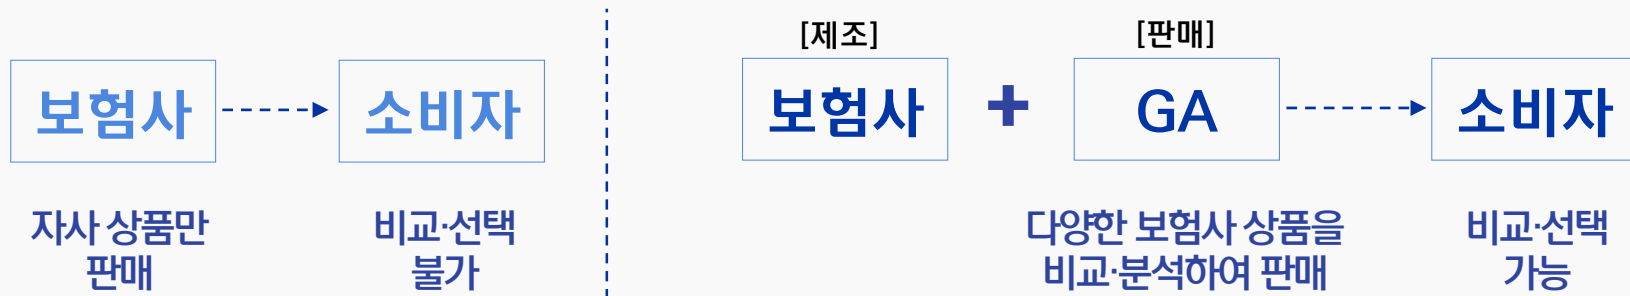 보험사
소비자
자사 상품만
판매
비교·선택
불가
[제조]
[판매]
보험사
+
GA
소비자
다양한 보험사 상품을
비교·분석하여 판매
비교·선택
가능